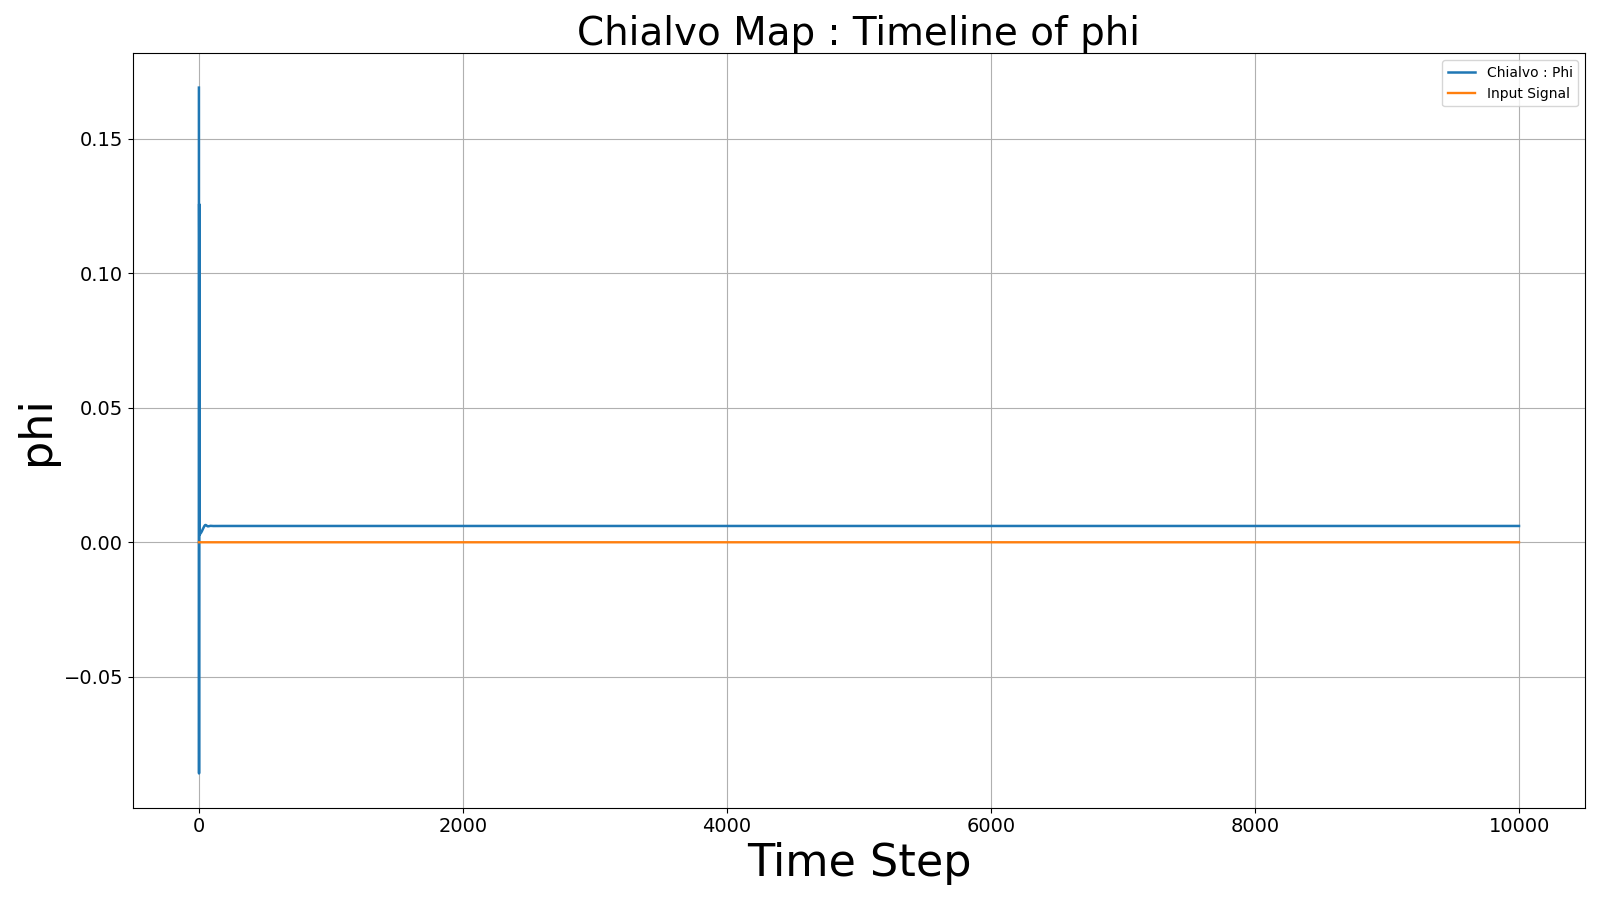 Chialvo Map : Timeline of phi
Chialvo : Phi
Input Signal
phi
0.15
0.10
0.05
0.00
−0.05
0 2000 4000 6000 8000 10000
Time Step